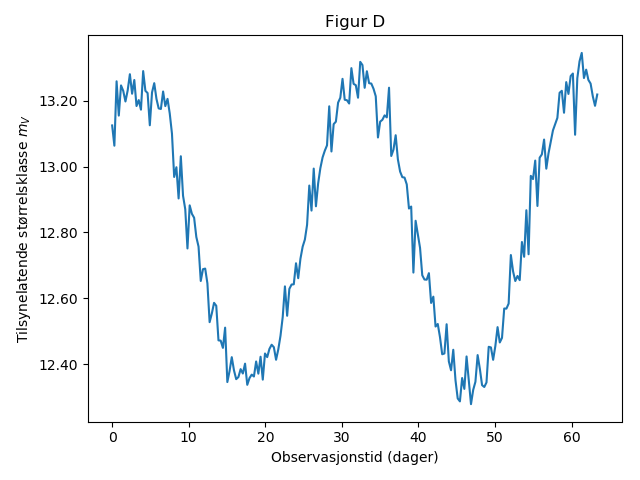 Figur D
Tilsynelatende størrelsklasse $m_V$
13.20
13.00
12.80
12.60
12.40
0 10 20 30 40 50 60
Observasjonstid (dager)